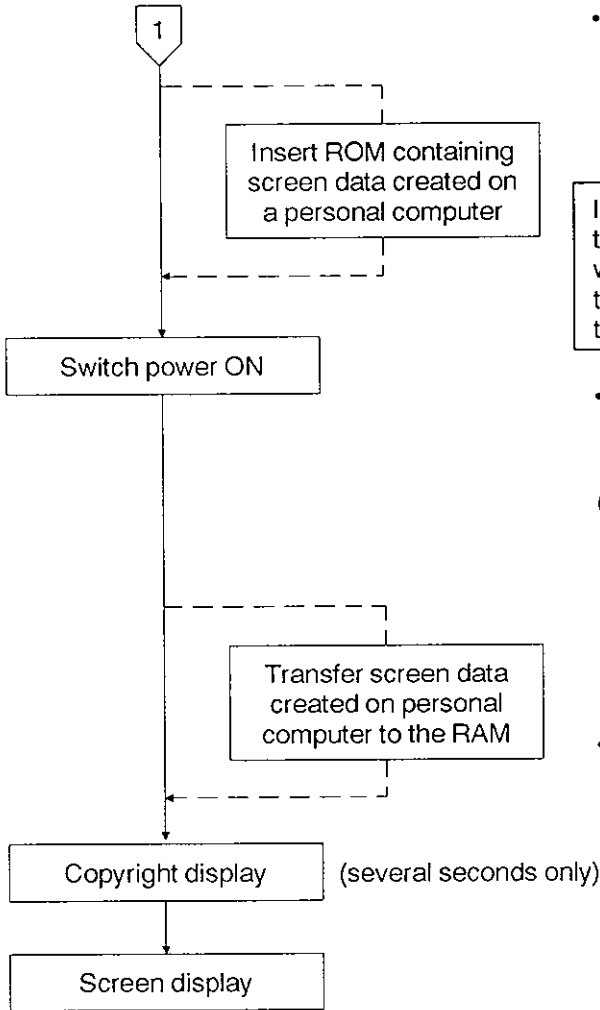 1
Insert ROM containing
screen data created on
a personal computer
Switch power ON
Transfer screen data
created on personal
computer to the RAM
Copyright display (several seconds only)
Screen display